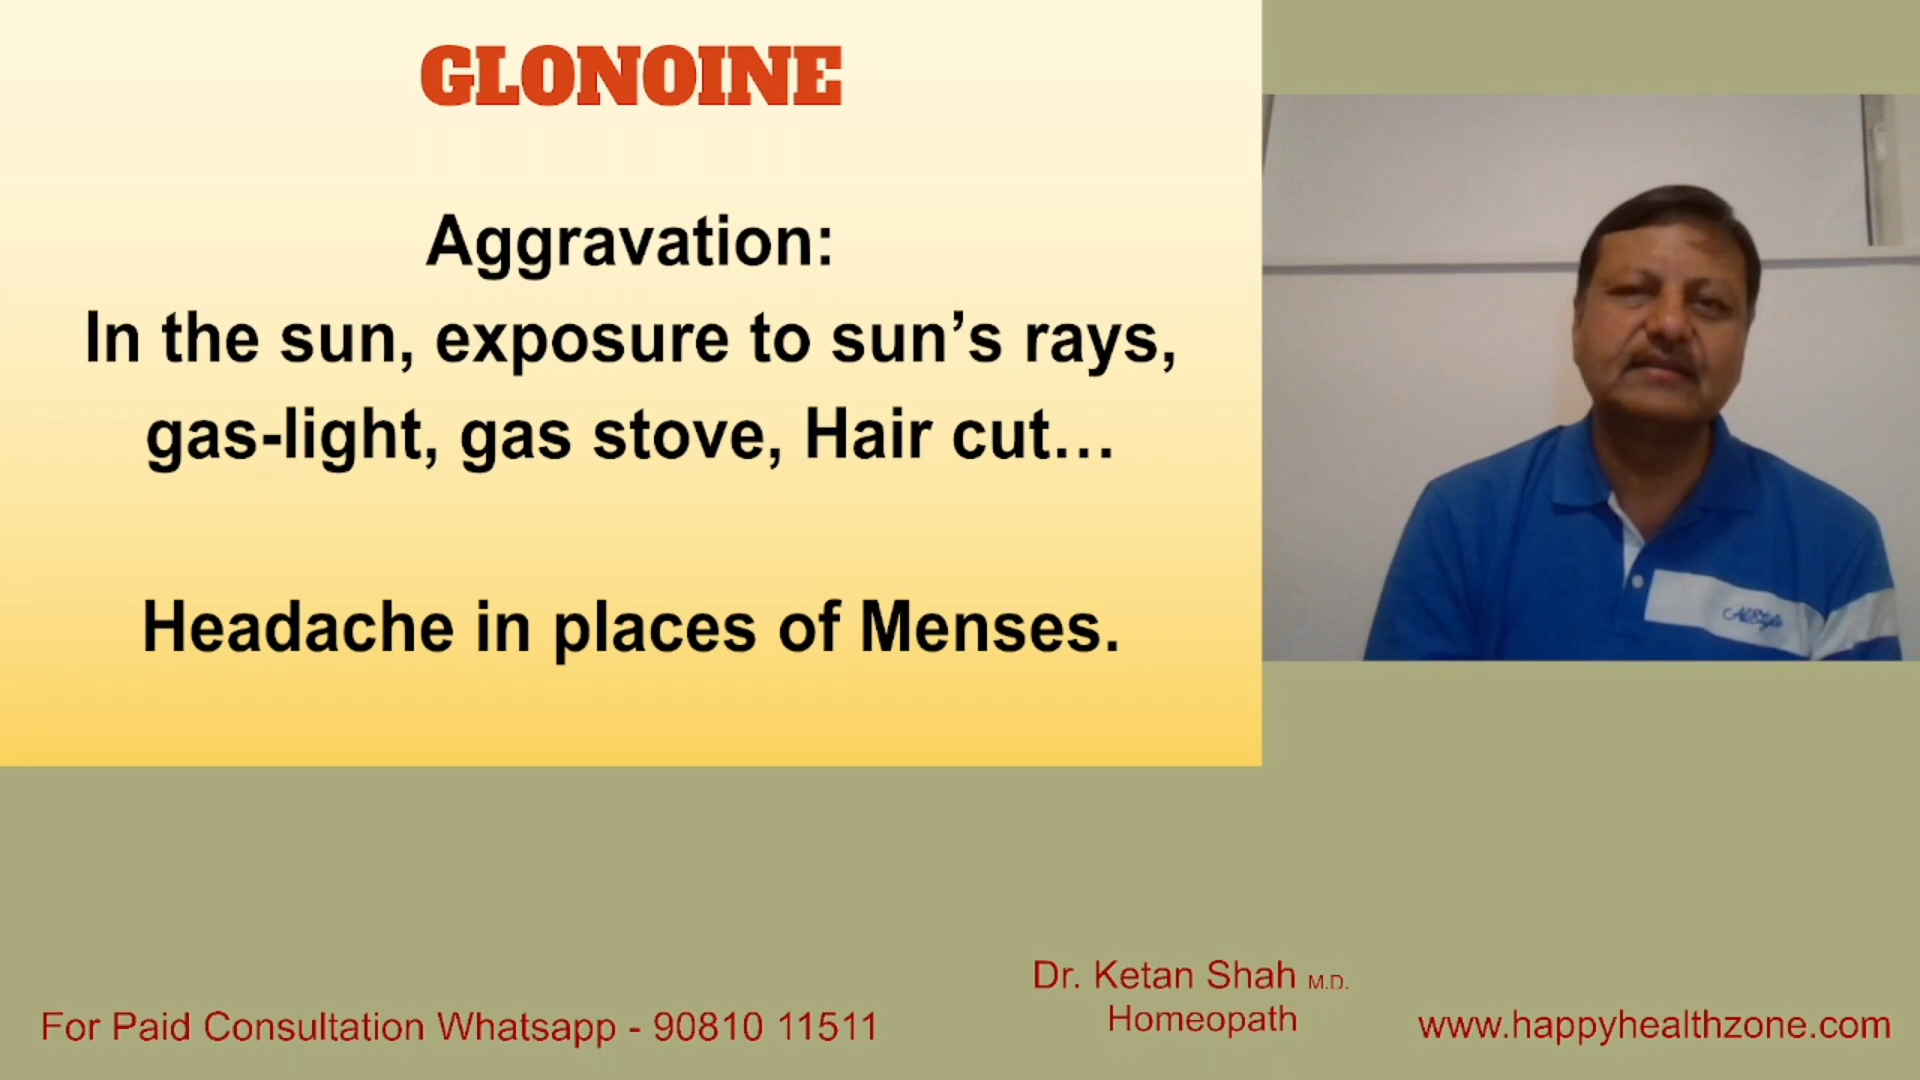 GLONOINE
Aggravation:
In the sun, exposure to sun’s rays,
gas-light, gas stove, Hair cut…
Headache in places of Menses.
Dr. Ketan Shah M.D.
Homeopath
For Paid Consultation Whatsapp - 90810 11511
www.happyhealthzone.com